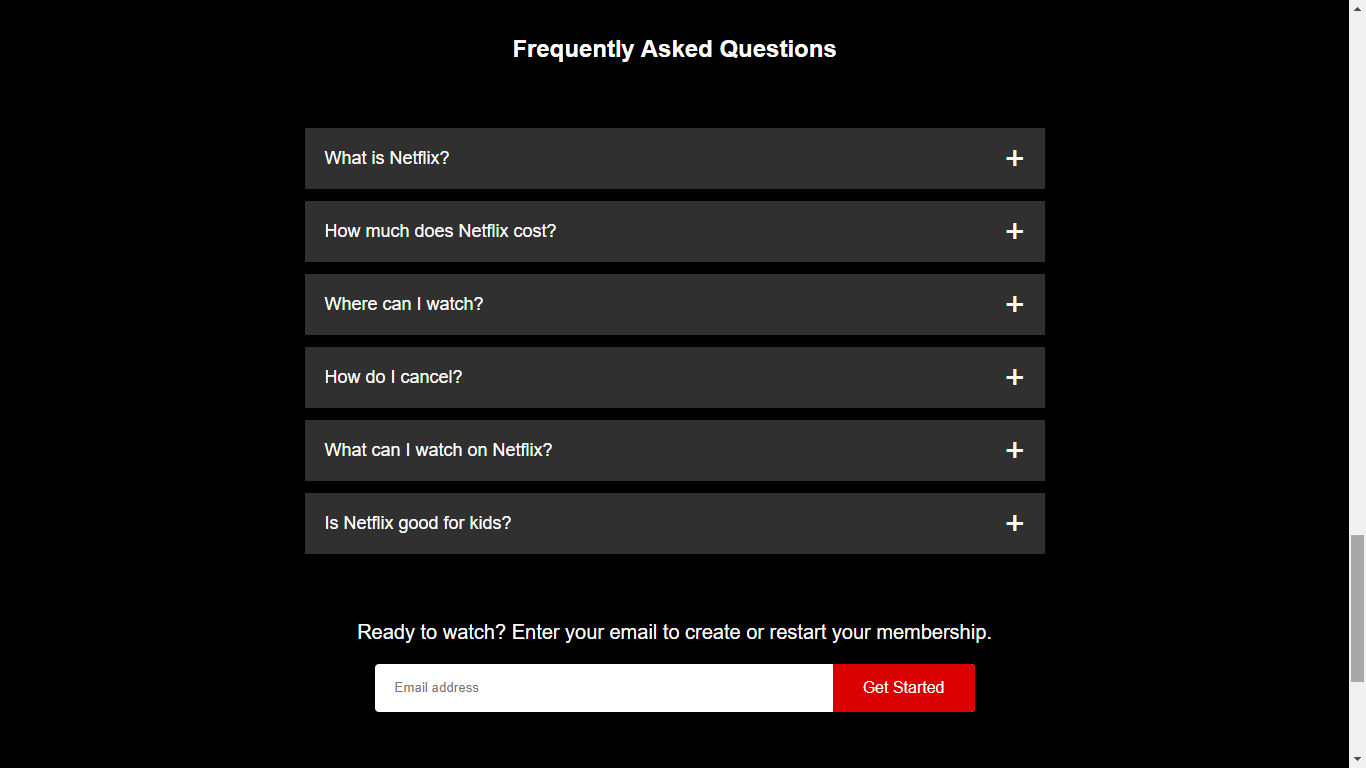 Frequently Asked Questions
What is Netflix?
How much does Netflix cost?
Where can I watch?
How do I cancel?
What can I watch on Netflix?
Is Netflix good for kids?
Ready to watch? Enter your email to create or restart your membership.
Email address
Get Started